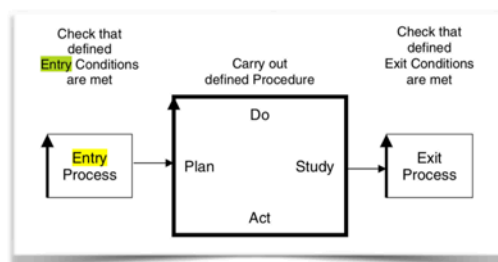 Check that
defined
Entry Conditions
are met
Carry out
defined Procedure
Check that
defined
Exit Conditions
are met
Entry
Process
Do
Plan
Study
Act
Exit
Process